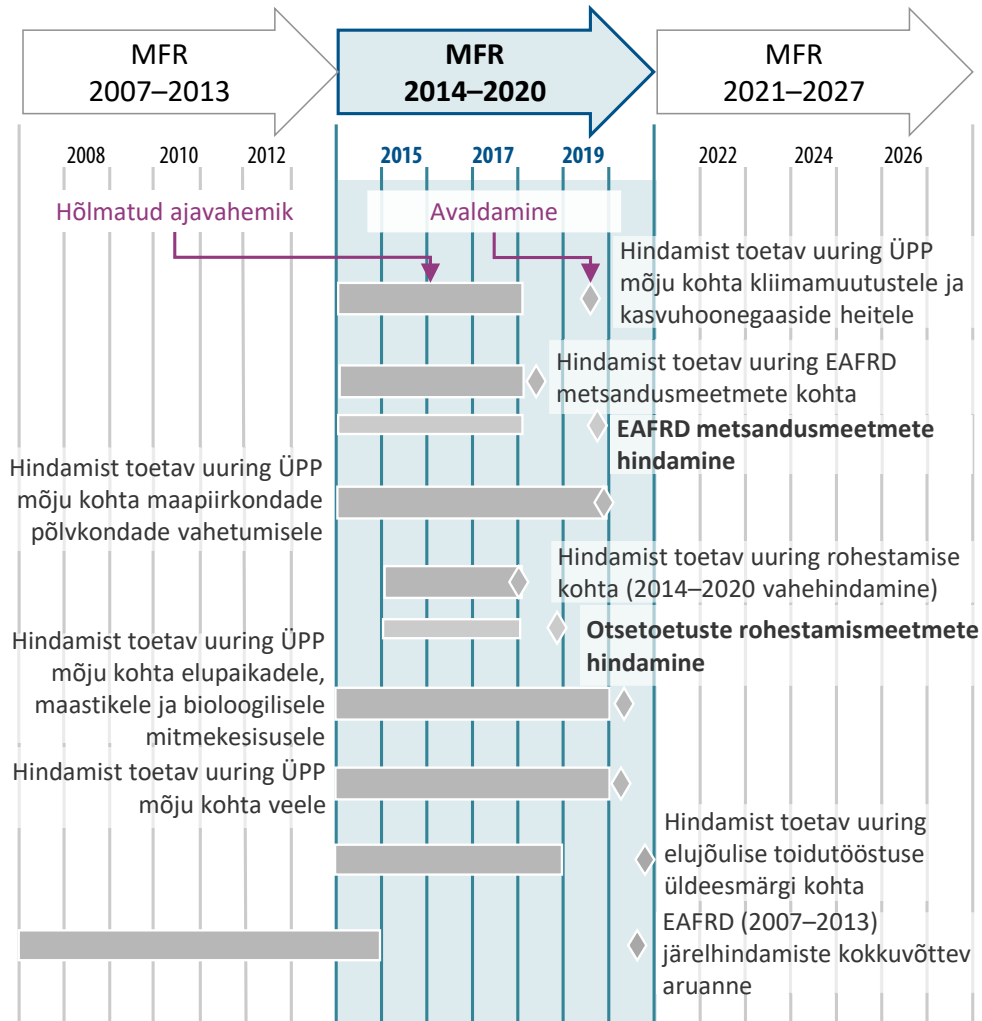 MFR
2007–2013
MFR
2014–2020
MFR
2021–2027
2008 2010 2012 2015 2017 2019 2022 2024 2026
Hõlmatud ajavahemik
Avaldamine
Hindamist toetav uuring ÜPP
mõju kohta kliimamuutustele ja
kasvuhoonegaaside heitele
Hindamist toetav uuring EAFRD
metsandusmeetmete kohta
EAFRD metsandusmeetmete
hindamine
Hindamist toetav uuring ÜPP
mõju kohta maapiirkondade
põlvkondade vahetumisele
Hindamist toetav uuring rohestamise
kohta (2014–2020 vahehindamine)
Otsetoetuste rohestamismeetmete
hindamine
Hindamist toetav uuring ÜPP
mõju kohta elupaikadele,
maastikele ja bioloogilisele
mitmekesisusele
Hindamist toetav uuring ÜPP
mõju kohta veele
Hindamist toetav uuring
elujõulise toidutööstuse
üldeesmärgi kohta
EAFRD (2007–2013)
järelhindamiste kokkuvõttev
aruanne